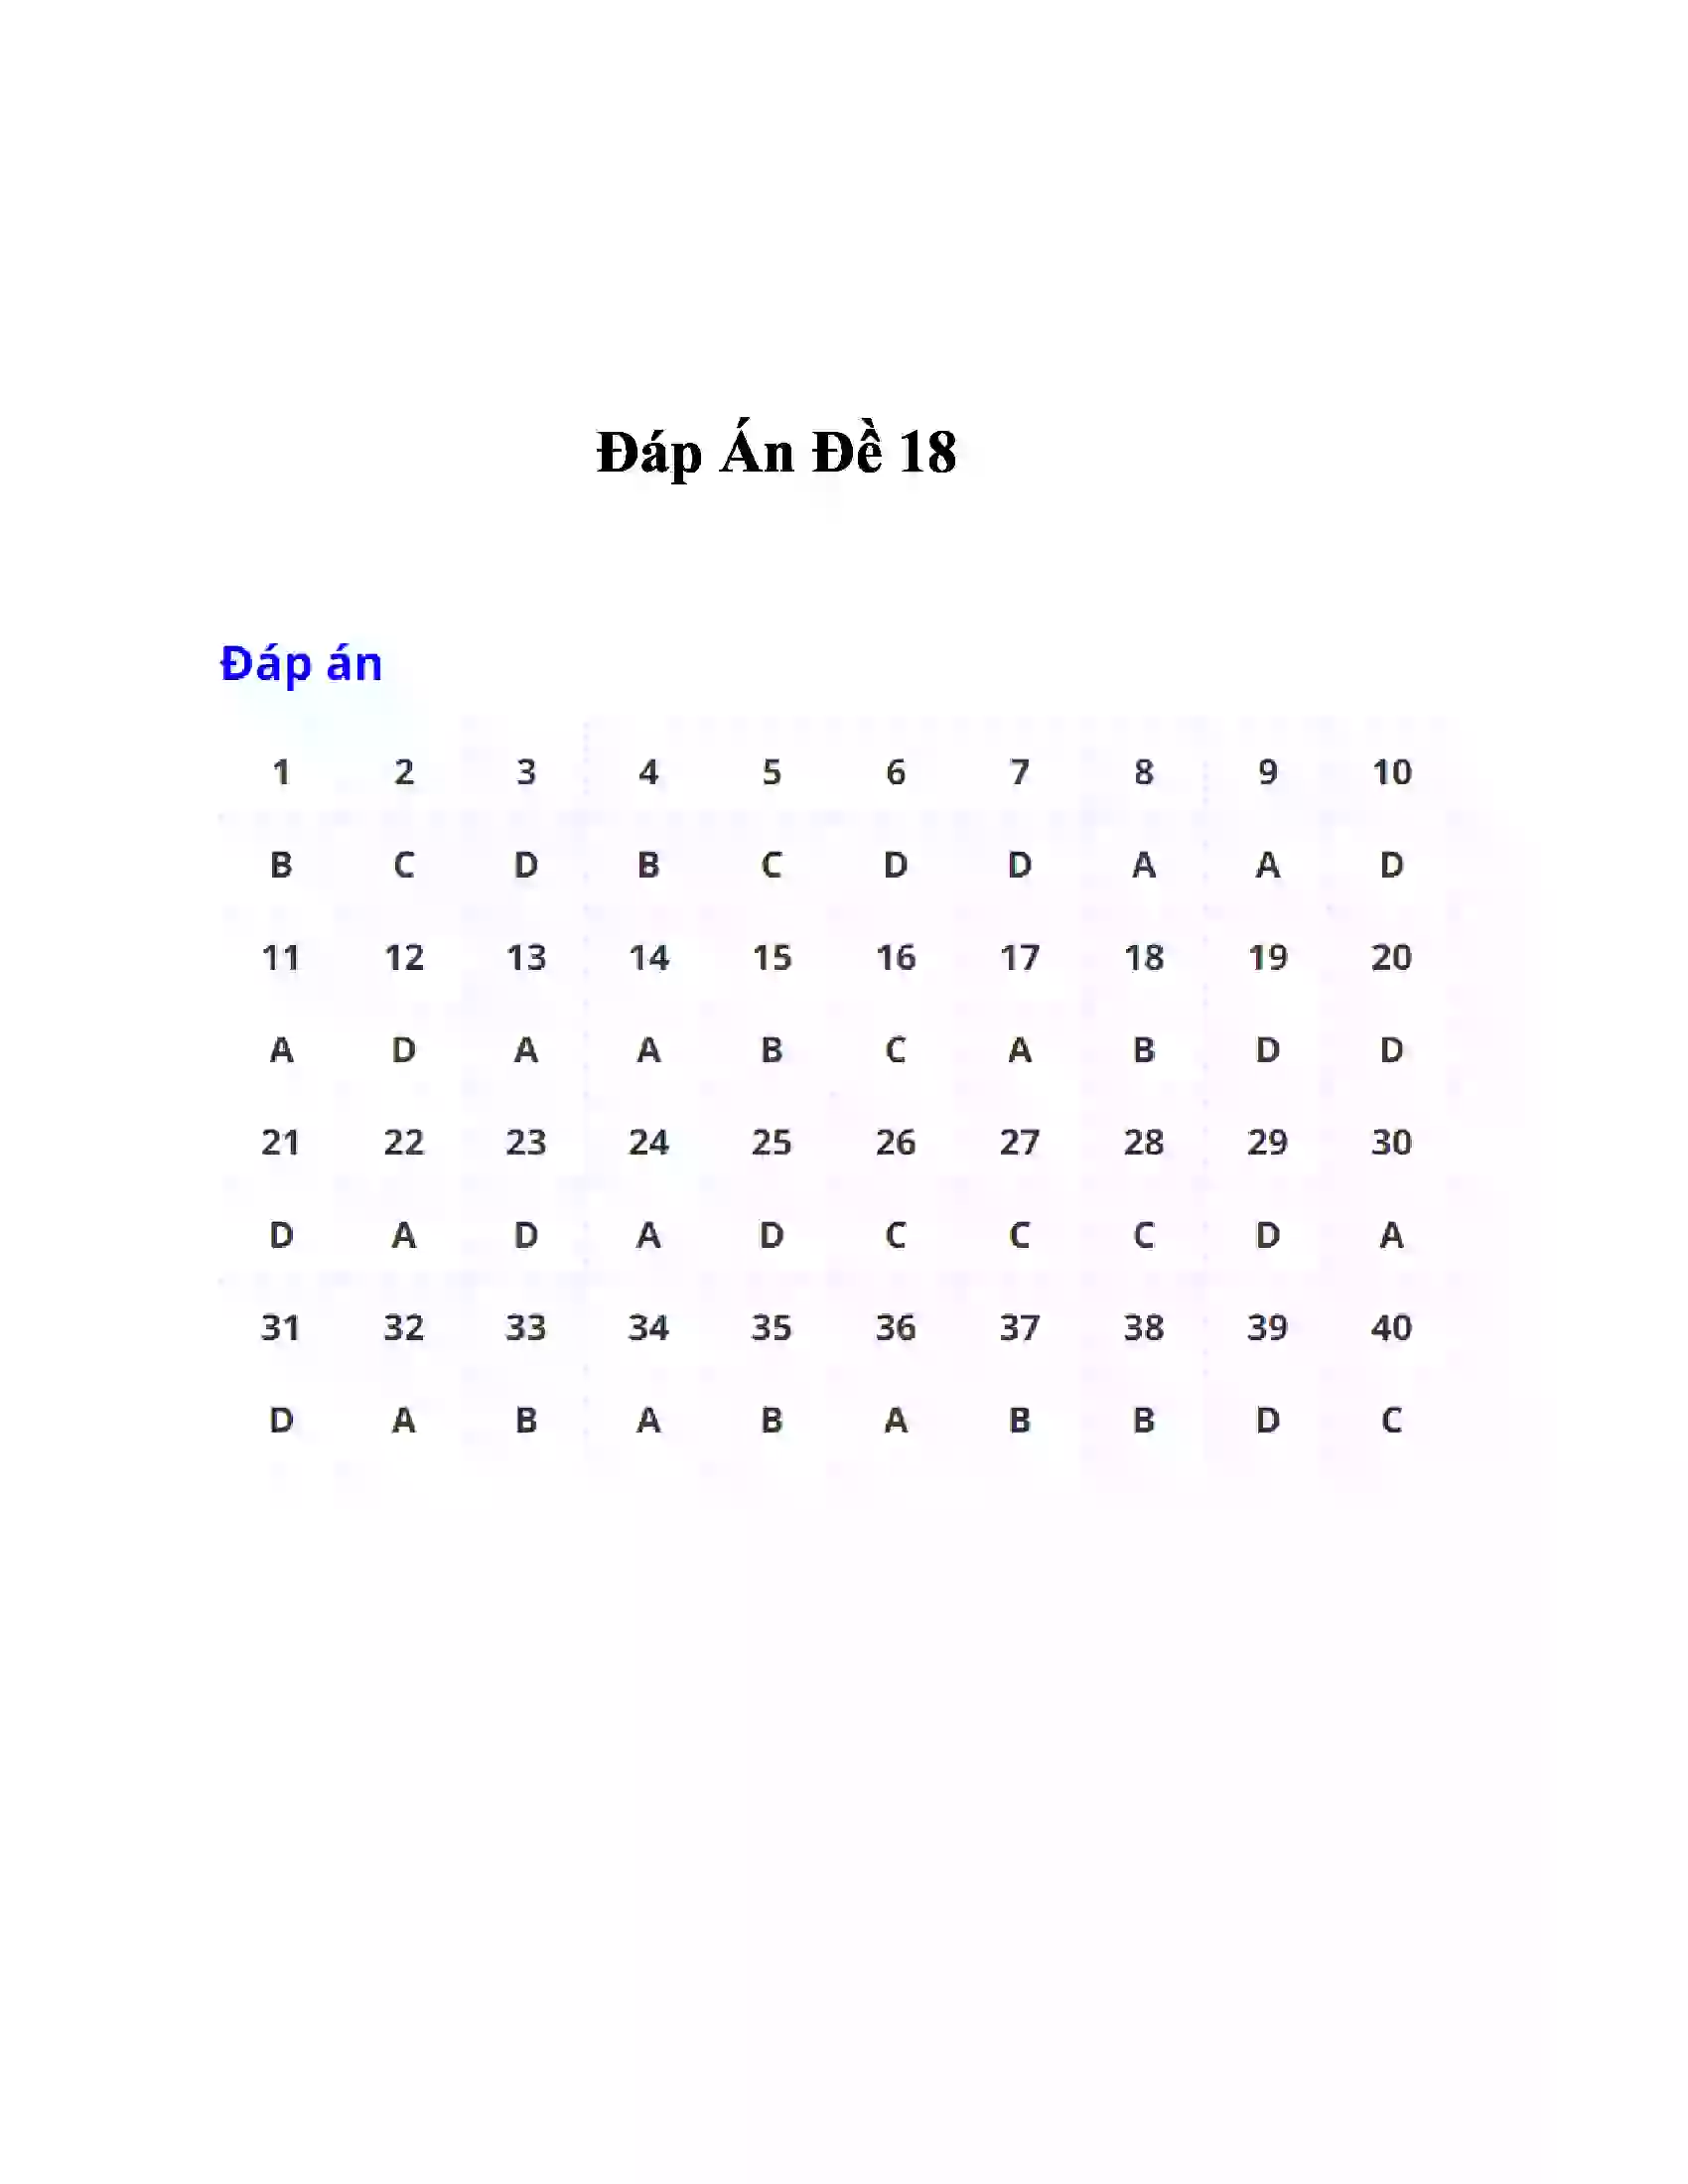 Đáp Án Đề 18
Đáp án
1 2 3 4 5 6 7 8 9 10
B C D B C D D A A D
11 12 13 14 15 16 17 18 19 20
A D A A B C A B D D
21 22 23 24 25 26 27 28 29 30
D A D A D C C C D A
31 32 33 34 35 36 37 38 39 40
D A B A B A B B D C